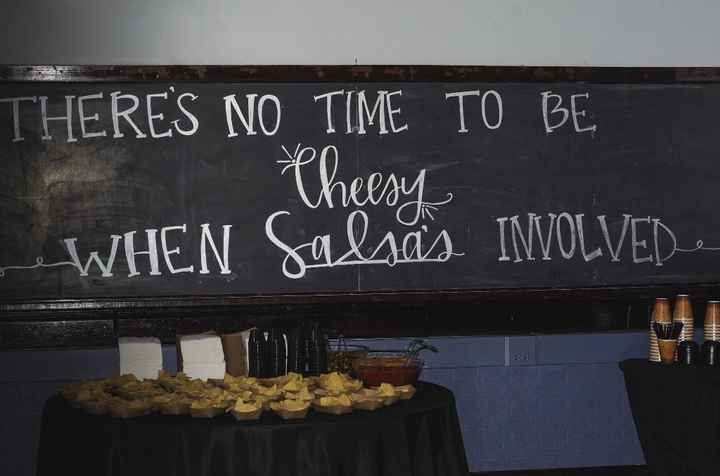 THERE'S NO TIME TO BE
Cheesy
WHEN Salsa's INVOLVED